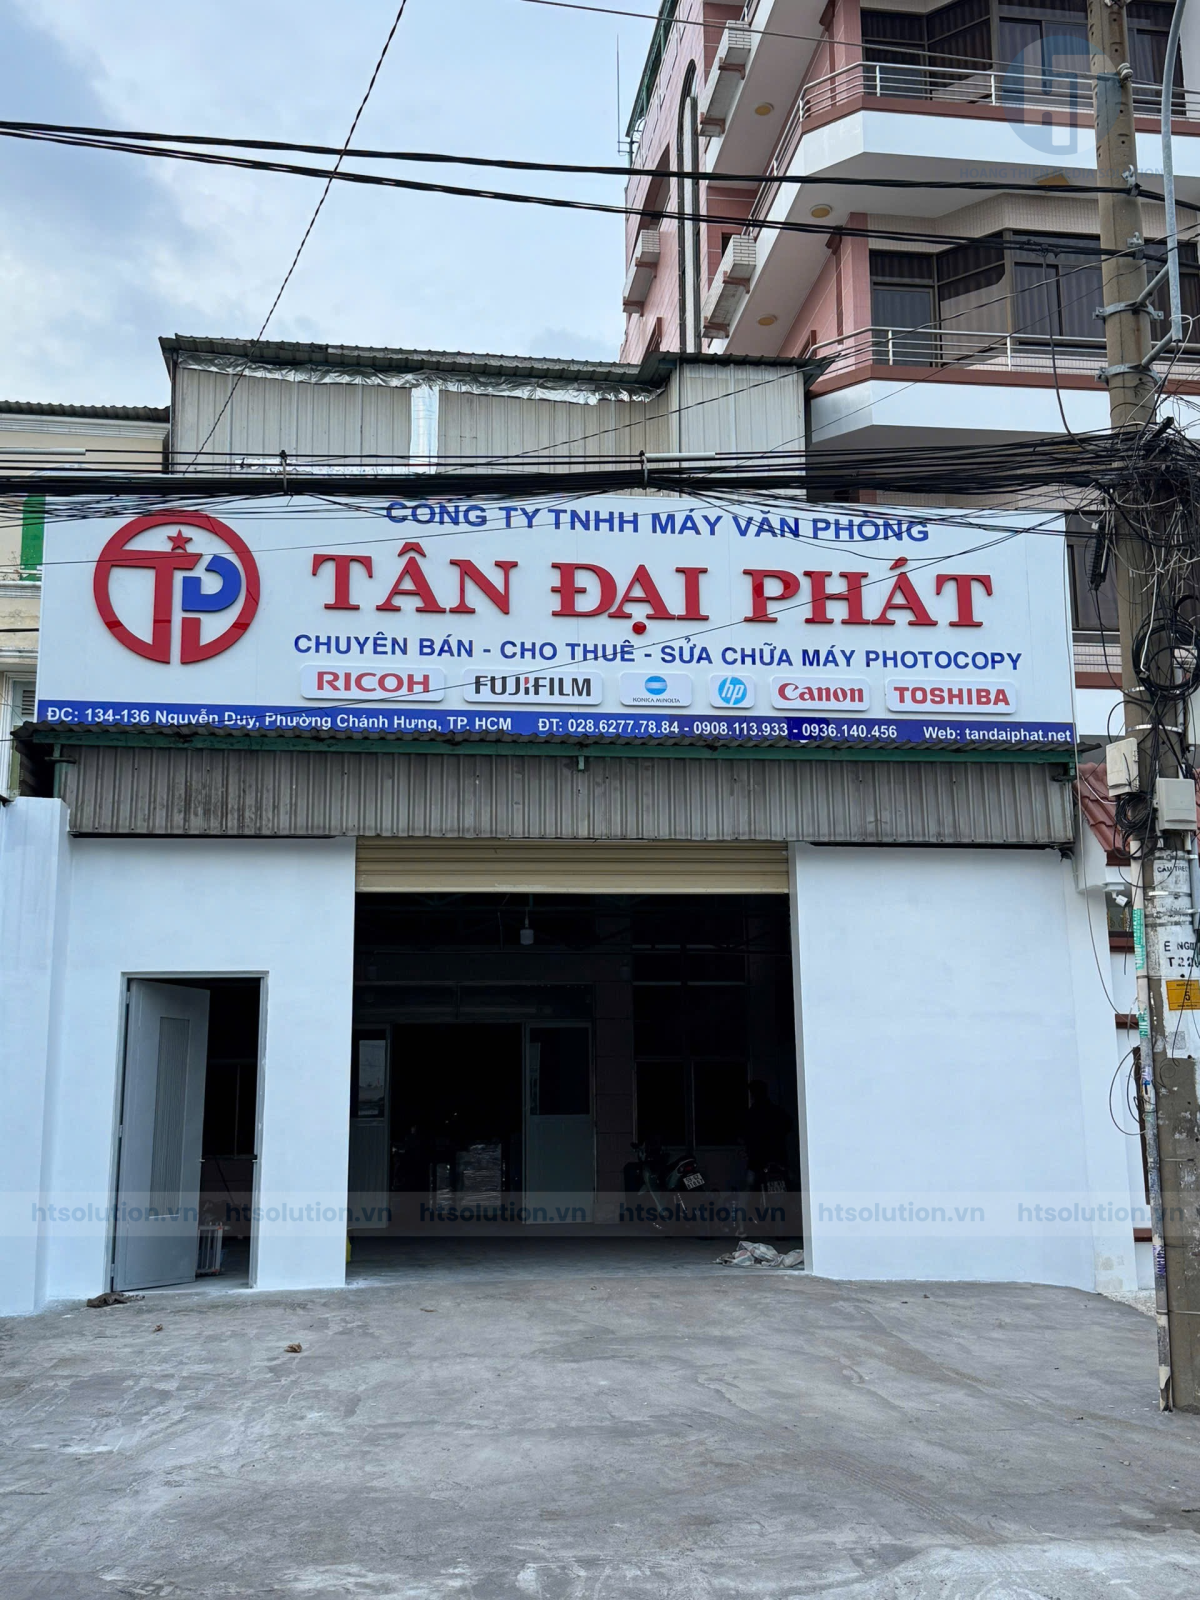 CÔNG TY TNHH MÁY VĂN PHÒNG
TÂN ĐẠI PHÁT
CHUYÊN BÁN - CHO THUÊ - SỬA CHỮA MÁY PHOTOCOPY
RICOH FUJIFILM KONICA MINOLTA hp Canon TOSHIBA
ĐC: 134-136 Nguyễn Duy, Phường Chánh Hưng, TP. HCM ĐT: 028.6277.78.84 - 0908.113.933 - 0936.140.456 Web: tandaiphat.net
htsolution.vn htsolution.vn htsolution.vn htsolution.vn htsolution.vn htsolution.vn